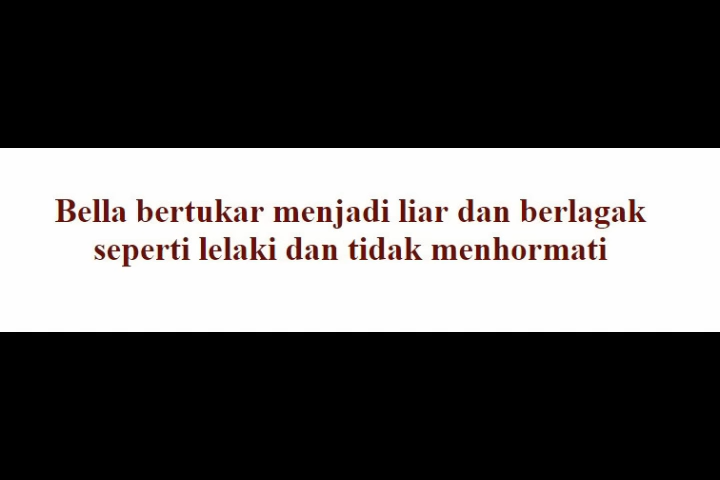 Bella bertukar menjadi liar dan berlagak
seperti lelaki dan tidak menhormati